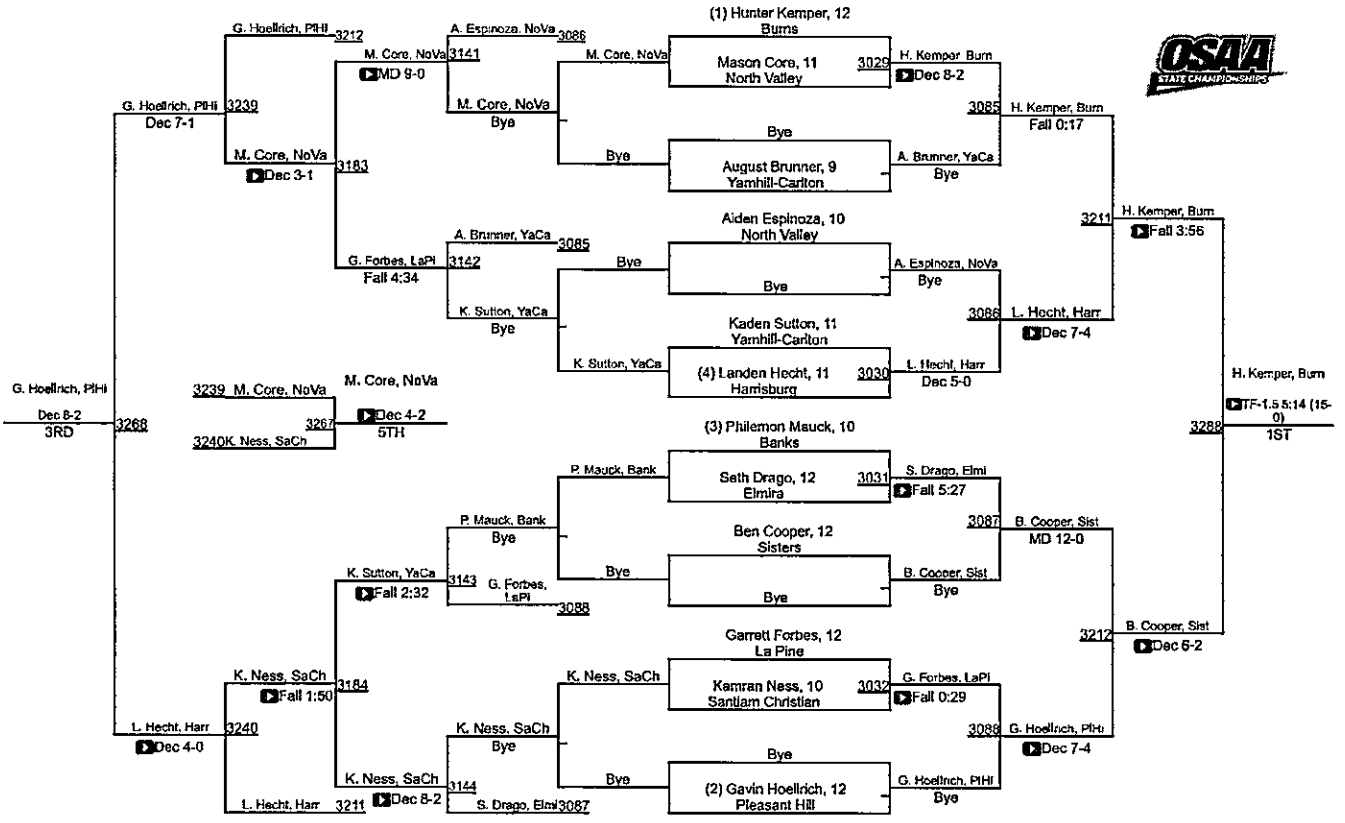 (1) Hunter Kemper, 12
Burns
G. Hoellrich, PlHi
3212
A. Espinoza, NoVa
3086
M. Core, NoVa
3141
MD 9-0
M. Core, NoVa
Mason Core, 11
North Valley
3029
H. Kemper Burn
Dec 8-2
OSAA
STATE CHAMPIONSHIPS
G. Hoellrich, PlHi
3239
Dec 7-1
M. Core, NoVa
Bye
3085
H. Kemper, Burn
Fall 0:17
Bye
M. Core, NoVa
3183
Dec 3-1
Bye
August Brunner, 9
Yamhill-Carlton
A. Brunner, YaCa
Bye
Aiden Espinoza, 10
North Valley
3211
H. Kemper, Burn
Fall 3:56
A. Brunner, YaCa
3085
G. Forbes, LaPi
3142
Fall 4:34
Bye
A. Espinoza, NoVa
Bye
Bye
K. Sutton, YaCa
Bye
3086
L. Hecht, Harr
Dec 7-4
Kaden Sutton, 11
Yamhill-Carlton
K. Sutton, YaCa
(4) Landen Hecht, 11
Harrisburg
3030
L. Hecht, Harr
Dec 5-0
G. Hoellrich, PlHi
Dec 8-2
3RD
3268
3239 M. Core, NoVa
M. Core, NoVa
3267
Dec 4-2
5TH
3240 K. Ness, SaCh
H. Kemper, Burn
TF-1.5 5:14 (15-
0)
3288
1ST
(3) Philemon Mauck, 10
Banks
P. Mauck, Bank
Seth Drago, 12
Elmira
3031
S. Drago, Elmi
Fall 5:27
P. Mauck, Bank
Bye
3087
B. Cooper, Sist
MD 12-0
Ben Cooper, 12
Sisters
K. Sutton, YaCa
3143
Fall 2:32
G. Forbes,
LaPi
3088
Bye
Bye
B. Cooper, Sist
Bye
3212
B. Cooper, Sist
Dec 6-2
Garrett Forbes, 12
La Pine
K. Ness, SaCh
3184
Fall 1:50
K. Ness, SaCh
Kamran Ness, 10
Santiam Christian
3032
G. Forbes, LaPi
Fall 0:29
L. Hecht, Harr
3240
Dec 4-0
K. Ness, SaCh
Bye
3088
G. Hoellrich, PlHi
Dec 7-4
Bye
K. Ness, SaCh
3144
Dec 8-2
Bye
(2) Gavin Hoellrich, 12
Pleasant Hill
G. Hoellrich, PlHi
Bye
L. Hecht, Harr
3211
S. Drago, Elmi
3087